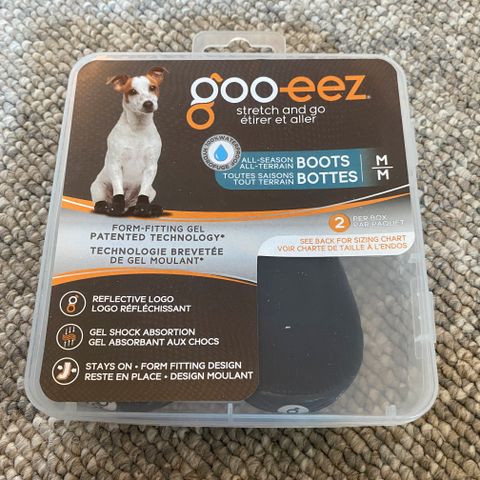 goo-eez®
stretch and go
étirer et aller
100% WATERPROOF
HYDROFUGE
ALL-SEASON
ALL-TERRAIN
BOOTS
TOUTES SAISONS
TOUT TERRAIN
BOTTES
M
M
FORM-FITTING GEL
PATENTED TECHNOLOGY*
TECHNOLOGIE BREVETÉE
DE GEL MOULANT*
2 PER BOX
PAR PAQUET
SEE BACK FOR SIZING CHART
VOIR CHARTE DE TAILLE À L'ENDOS
REFLECTIVE LOGO
LOGO RÉFLÉCHISSANT
GEL SHOCK ABSORTION
GEL ABSORBANT AUX CHOCS
STAYS ON • FORM FITTING DESIGN
RESTE EN PLACE • DESIGN MOULANT